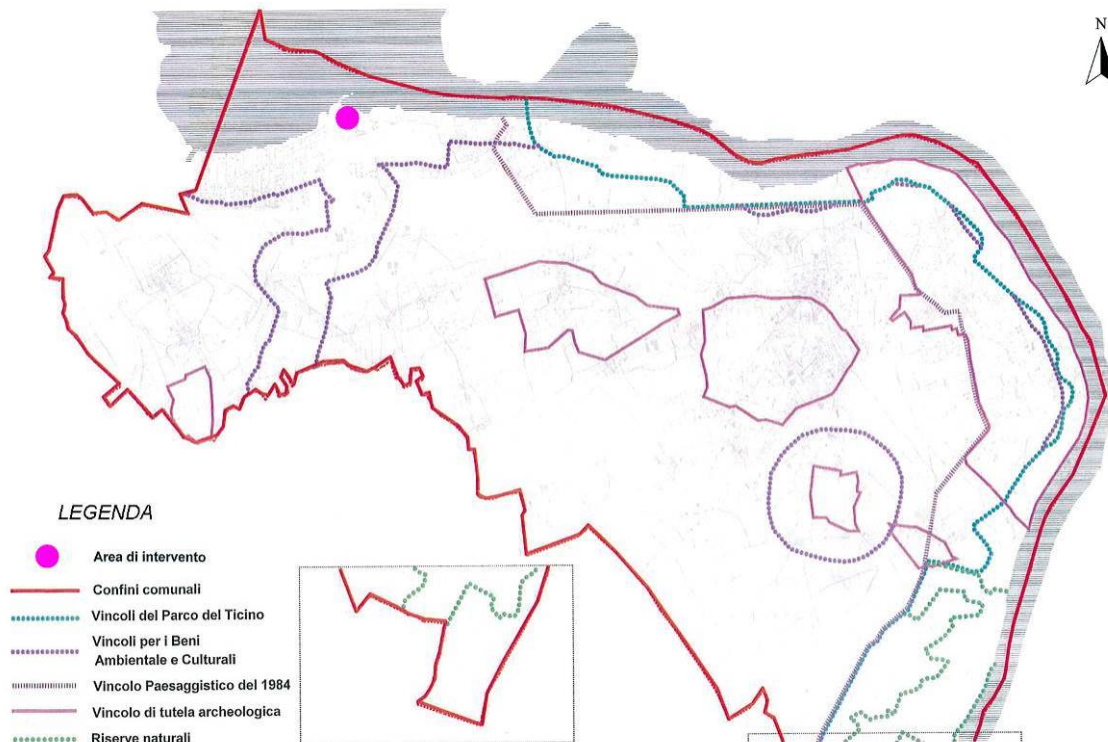 N
LEGENDA
Area di intervento
Confini comunali
Vincoli del Parco del Ticino
Vincoli per i Beni
Ambientale e Culturali
Vincolo Paesaggistico del 1984
Vincolo di tutela archeologica
Riserve naturali